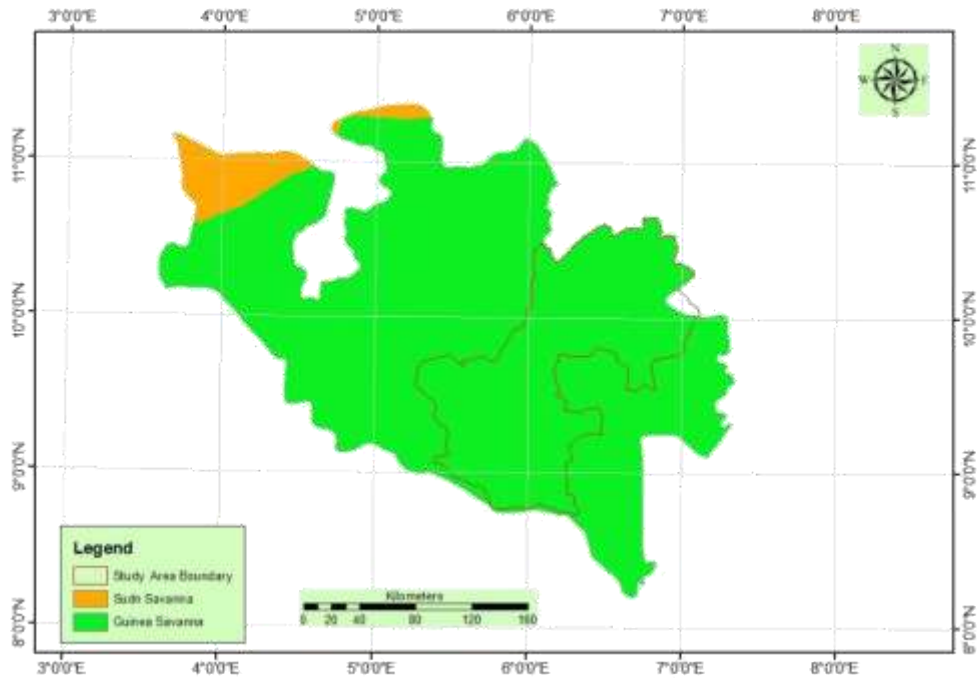 3°0'0"E 4°0'0"E 5°0'0"E 6°0'0"E 7°0'0"E 8°0'0"E
N
W E
S
11°0'0"N 11°0'0"N
10°0'0"N 10°0'0"N
9°0'0"N 9°0'0"N
8°0'0"N 8°0'0"N
Legend
Study Area Boundary
Sudn Savanna
Guinea Savanna
Kilometers
0 20 40 80 120 160
3°0'0"E 4°0'0"E 5°0'0"E 6°0'0"E 7°0'0"E 8°0'0"E